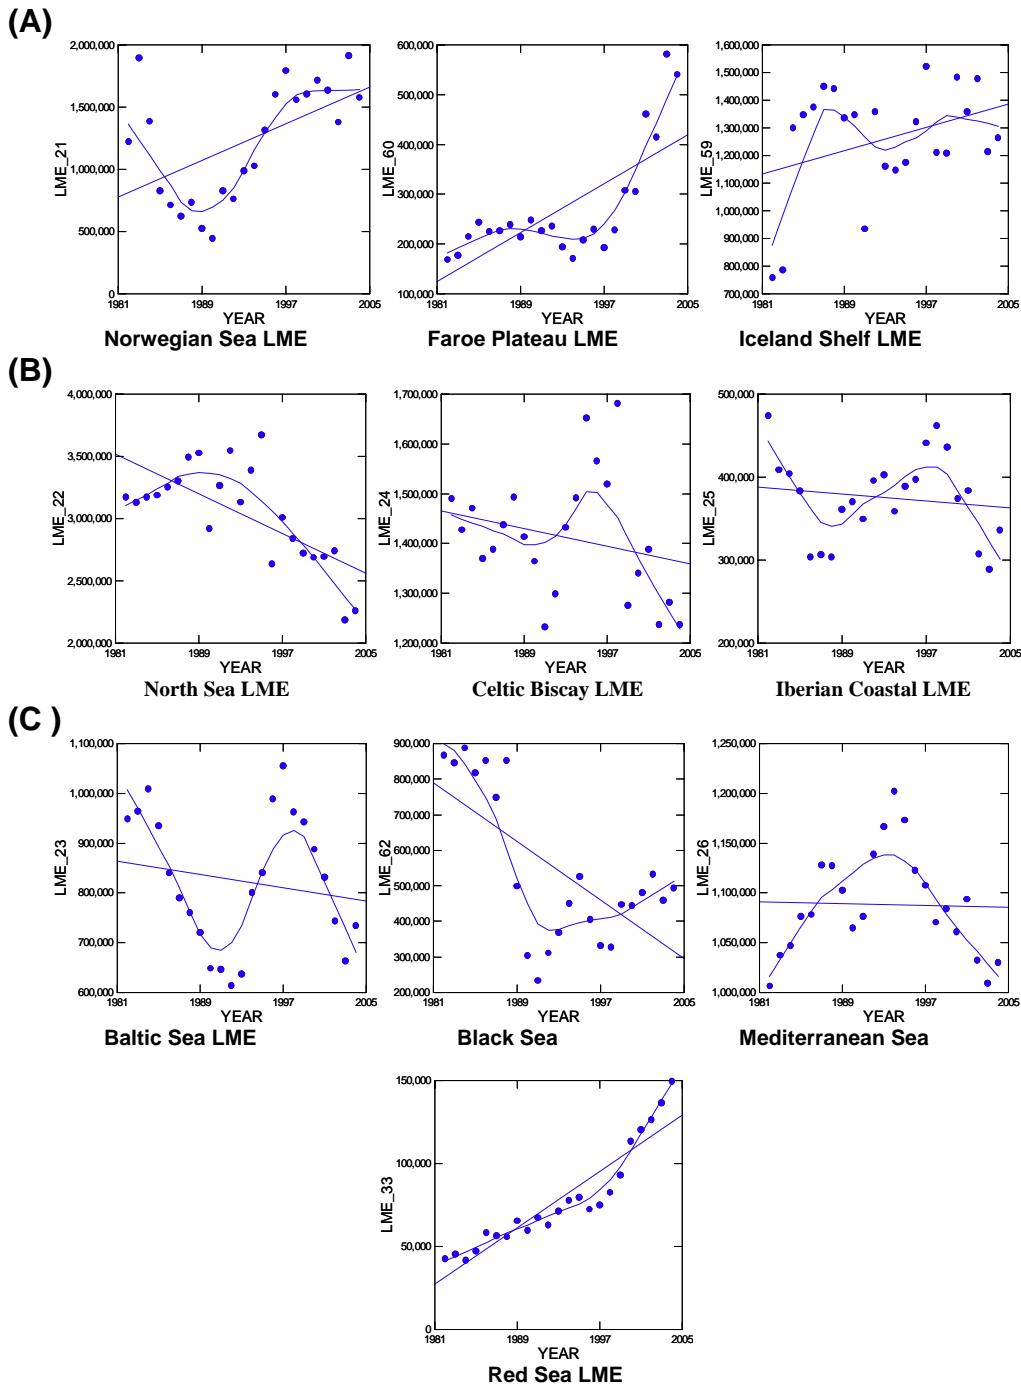 (A)
2,000,000
1,500,000
1,000,000
500,000
0
LME_21
1981 1989 1997 2005
YEAR
Norwegian Sea LME
600,000
500,000
400,000
300,000
200,000
100,000
LME_60
1981 1989 1997 2005
YEAR
Faroe Plateau LME
1,600,000
1,500,000
1,400,000
1,300,000
1,200,000
1,100,000
1,000,000
900,000
800,000
700,000
LME_59
1981 1989 1997 2005
YEAR
Iceland Shelf LME
(B)
4,000,000
3,500,000
3,000,000
2,500,000
2,000,000
LME_22
1981 1989 1997 2005
YEAR
North Sea LME
1,700,000
1,600,000
1,500,000
1,400,000
1,300,000
1,200,000
LME_24
1981 1989 1997 2005
YEAR
Celtic Biscay LME
500,000
400,000
300,000
200,000
LME_25
1981 1989 1997 2005
YEAR
Iberian Coastal LME
(C )
1,100,000
1,000,000
900,000
800,000
700,000
600,000
LME_23
1981 1989 1997 2005
YEAR
Baltic Sea LME
900,000
800,000
700,000
600,000
500,000
400,000
300,000
200,000
LME_62
1981 1989 1997 2005
YEAR
Black Sea
1,250,000
1,200,000
1,150,000
1,100,000
1,050,000
1,000,000
LME_26
1981 1989 1997 2005
YEAR
Mediterranean Sea
150,000
100,000
50,000
0
LME_33
1981 1989 1997 2005
YEAR
Red Sea LME